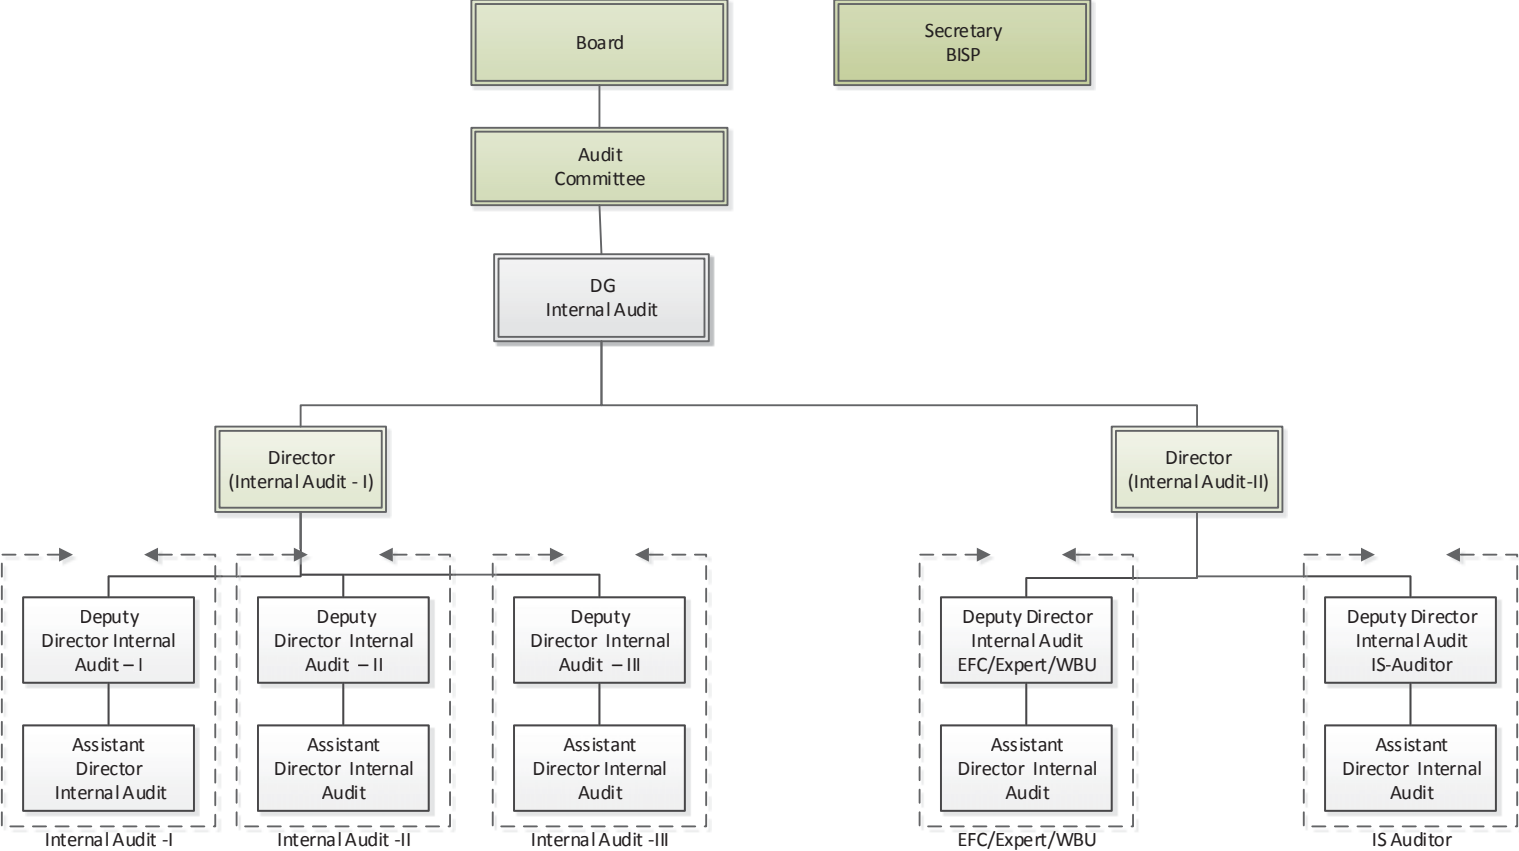 Board
Secretary
BISP
Audit
Committee
DG
Internal Audit
Director
(Internal Audit - I)
Director
(Internal Audit-II)
Deputy
Director Internal
Audit – I
Deputy
Director Internal
Audit – II
Deputy
Director Internal
Audit – III
Deputy Director
Internal Audit
EFC/Expert/WBU
Deputy Director
Internal Audit
IS-Auditor
Assistant
Director
Internal Audit
Assistant
Director Internal
Audit
Assistant
Director Internal
Audit
Assistant
Director Internal
Audit
Assistant
Director Internal
Audit
Internal Audit -I
Internal Audit -II
Internal Audit -III
EFC/Expert/WBU
IS Auditor